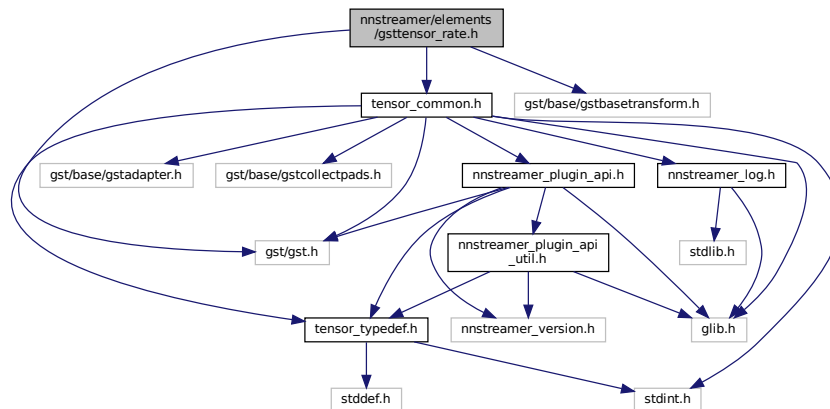 nnstreamer/elements
/gsttensor_rate.h
tensor_common.h
gst/base/gstbasetransform.h
gst/base/gstadapter.h
gst/base/gstcollectpads.h
nnstreamer_plugin_api.h
nnstreamer_log.h
gst/gst.h
nnstreamer_plugin_api
_util.h
stdlib.h
tensor_typedef.h
nnstreamer_version.h
glib.h
stddef.h
stdint.h